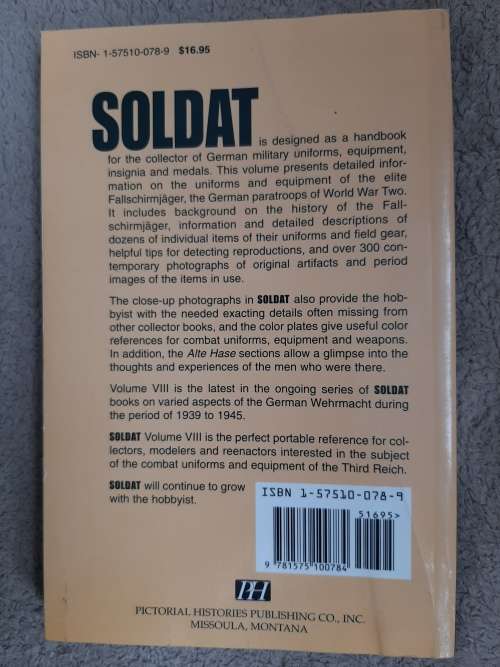 ISBN- 1-57510-078-9 $16.95
SOLDAT is designed as a handbook
for the collector of German military uniforms, equipment,
insignia and medals. This volume presents detailed infor-
mation on the uniforms and equipment of the elite
Fallschirmjäger, the German paratroops of World War Two.
It includes background on the history of the Fall-
schirmjäger, information and detailed descriptions of
dozens of individual items of their uniforms and field gear,
helpful tips for detecting reproductions, and over 300 con-
temporary photographs of original artifacts and period
images of the items in use.
The close-up photographs in SOLDAT also provide the hob-
byist with the needed exacting details often missing from
other collector books, and the color plates give useful color
references for combat uniforms, equipment and weapons.
In addition, the Alte Hase sections allow a glimpse into the
thoughts and experiences of the men who were there.
Volume VIII is the latest in the ongoing series of SOLDAT
books on varied aspects of the German Wehrmacht during
the period of 1939 to 1945.
SOLDAT Volume VIII is the perfect portable reference for col-
lectors, modelers and reenactors interested in the subject
of the combat uniforms and equipment of the Third Reich.
SOLDAT will continue to grow
with the hobbyist.
ISBN 1-57510-078-9
51695>
9 781575 100784
PH
PICTORIAL HISTORIES PUBLISHING CO., INC.
MISSOULA, MONTANA